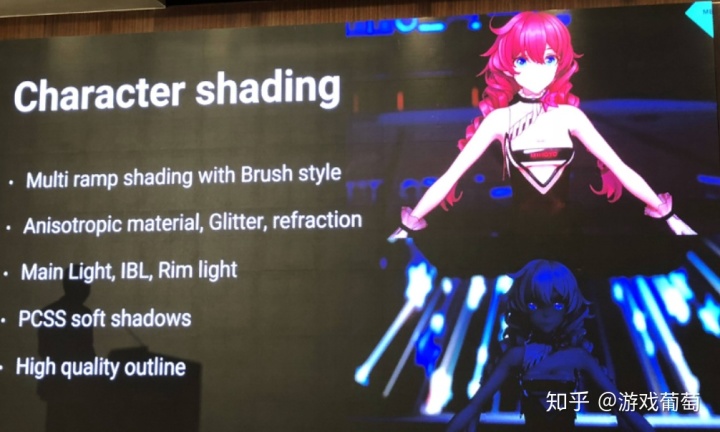 Character shading
• Multi ramp shading with Brush style
• Anisotropic material, Glitter, refraction
• Main Light, IBL, Rim light
• PCSS soft shadows
• High quality outline
知乎 @游戏葡萄